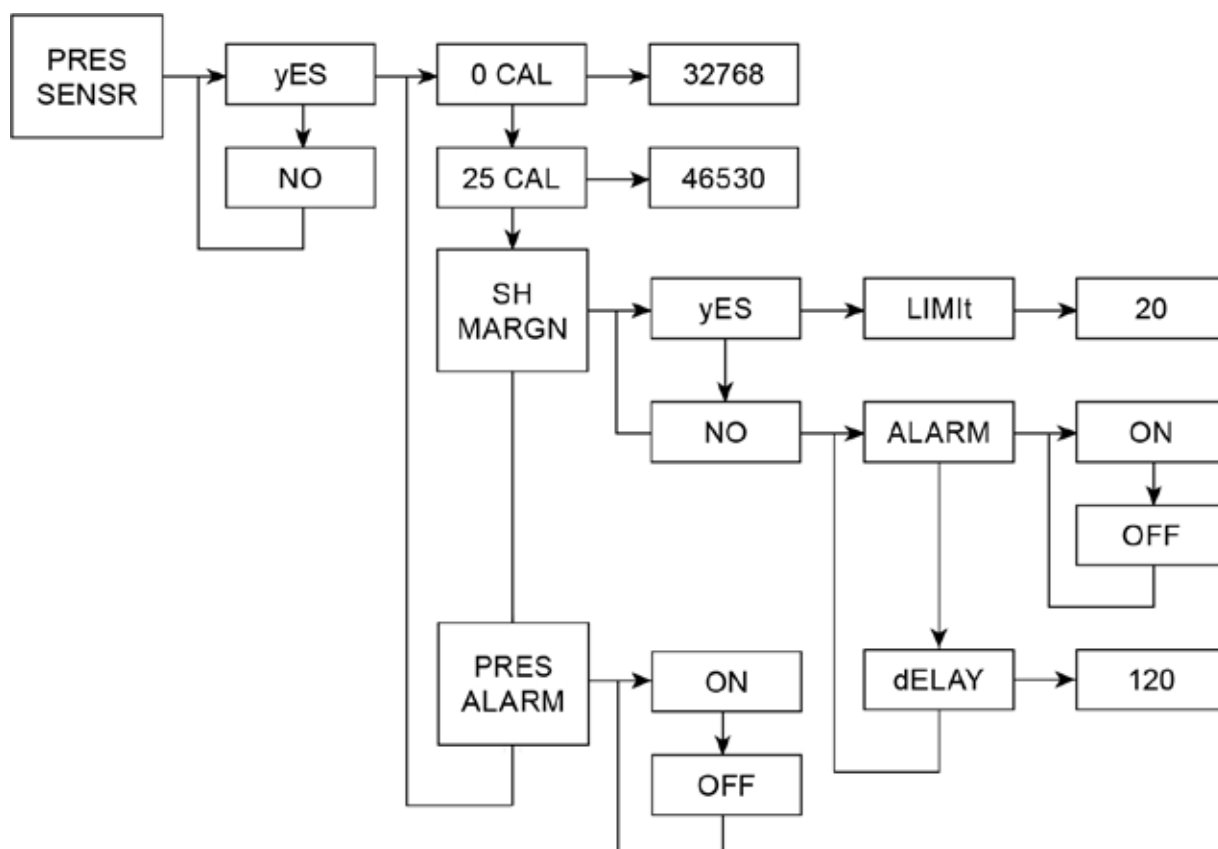 PRES
SENSR
yES
0 CAL
32768
NO
25 CAL
46530
SH
MARGN
yES
LIMIt
20
NO
ALARM
ON
OFF
PRES
ALARM
ON
dELAY
120
OFF